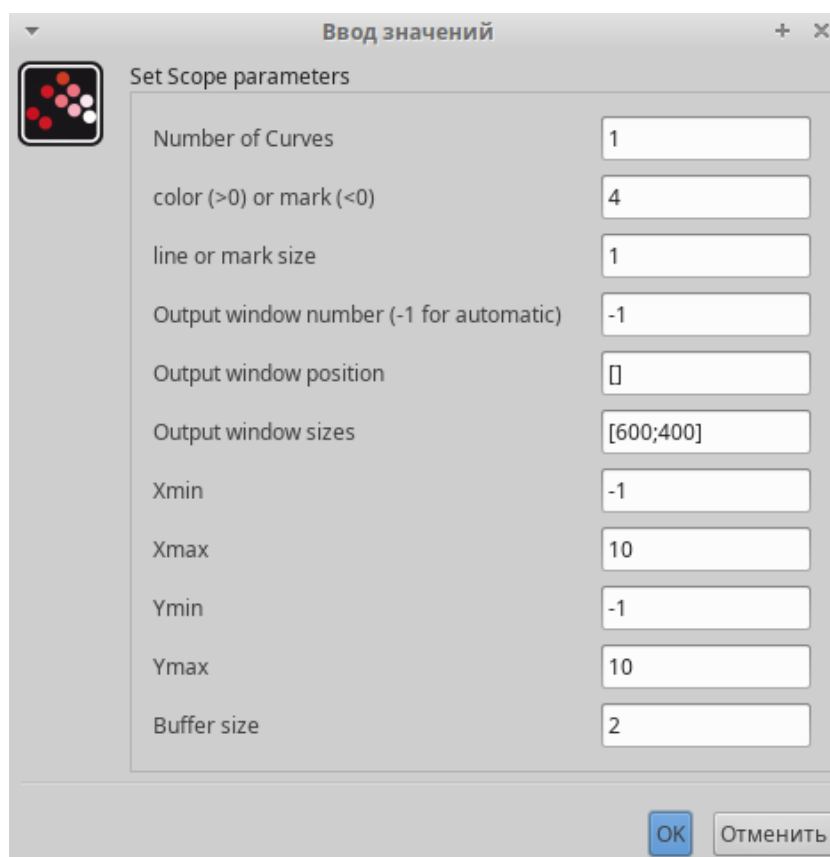 Ввод значений
Set Scope parameters
Number of Curves 1
color (>0) or mark (<0) 4
line or mark size 1
Output window number (-1 for automatic) -1
Output window position []
Output window sizes [600;400]
Xmin -1
Xmax 10
Ymin -1
Ymax 10
Buffer size 2
OK Отменить